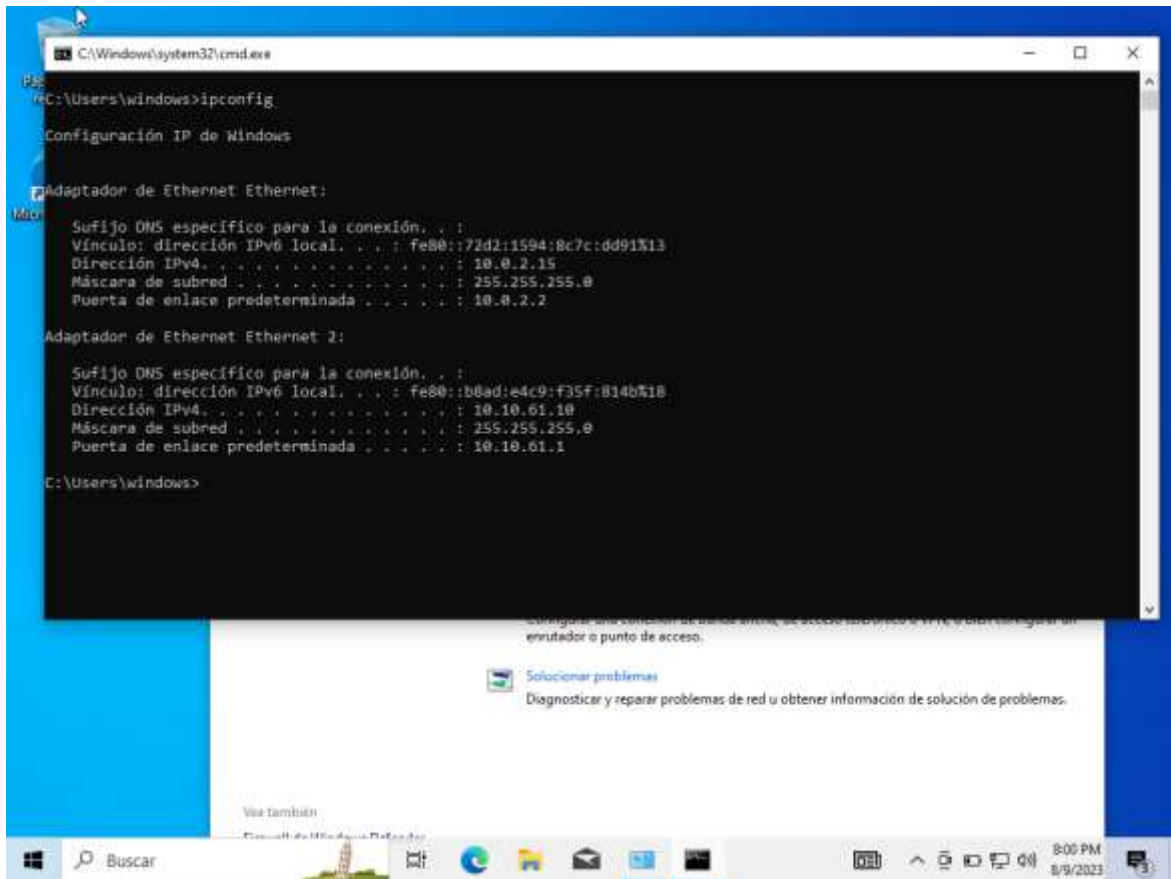 C:\Windows\system32\cmd.exe
C:\Users\windows>ipconfig
Configuración IP de Windows
Adaptador de Ethernet Ethernet:
Sufijo DNS específico para la conexión. . :
Vínculo: dirección IPv6 local. . . : fe80::72d2:1594:8c7c:dd91%13
Dirección IPv4. . . . . . . . . . . . . . : 10.0.2.15
Máscara de subred . . . . . . . . . . . . : 255.255.255.0
Puerta de enlace predeterminada . . . . . : 10.0.2.2
Adaptador de Ethernet Ethernet 2:
Sufijo DNS específico para la conexión. . :
Vínculo: dirección IPv6 local. . . : fe80::b8ad:e4c9:f35f:814b%18
Dirección IPv4. . . . . . . . . . . . . . : 10.10.61.10
Máscara de subred . . . . . . . . . . . . : 255.255.255.0
Puerta de enlace predeterminada . . . . . : 10.10.61.1
C:\Users\windows>
enrutador o punto de acceso.
Solucionar problemas
Diagnosticar y reparar problemas de red u obtener información de solución de problemas.
Vea también
Buscar
8:00 PM
8/9/2023
3